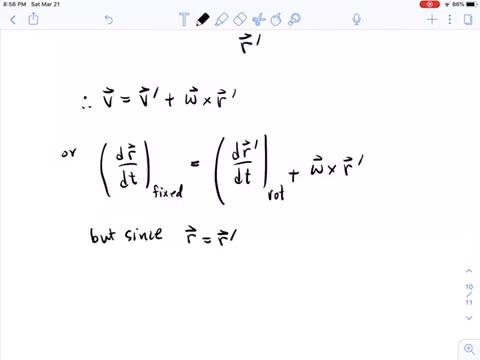 8:56 PM Sat Mar 21
86%
r⃗ ′
∴ v⃗ = v⃗ ′ + ω⃗ × r⃗ ′
or (dr⃗/dt)fixed = (dr⃗ ′/dt)rot + ω⃗ × r⃗ ′
but since r⃗ = r⃗ ′
10
/
11